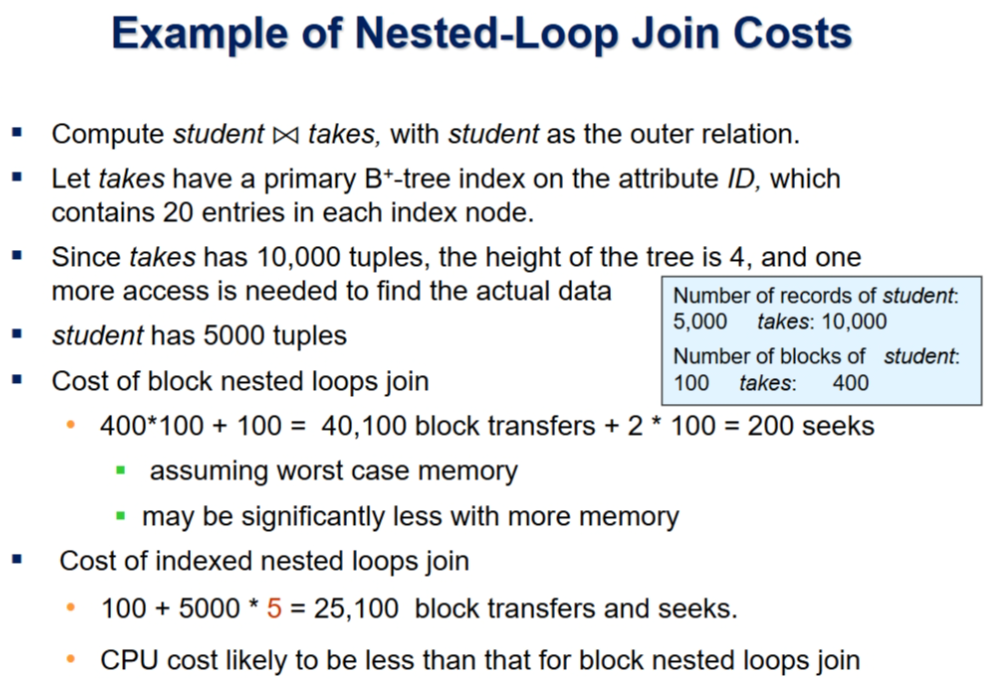 Example of Nested-Loop Join Costs
Compute student ⋈ takes, with student as the outer relation.
Let takes have a primary B⁺-tree index on the attribute ID, which
contains 20 entries in each index node.
Since takes has 10,000 tuples, the height of the tree is 4, and one
more access is needed to find the actual data
Number of records of student:
5,000 takes: 10,000
Number of blocks of student:
100 takes: 400
student has 5000 tuples
Cost of block nested loops join
400*100 + 100 = 40,100 block transfers + 2 * 100 = 200 seeks
assuming worst case memory
may be significantly less with more memory
Cost of indexed nested loops join
100 + 5000 * 5 = 25,100 block transfers and seeks.
CPU cost likely to be less than that for block nested loops join